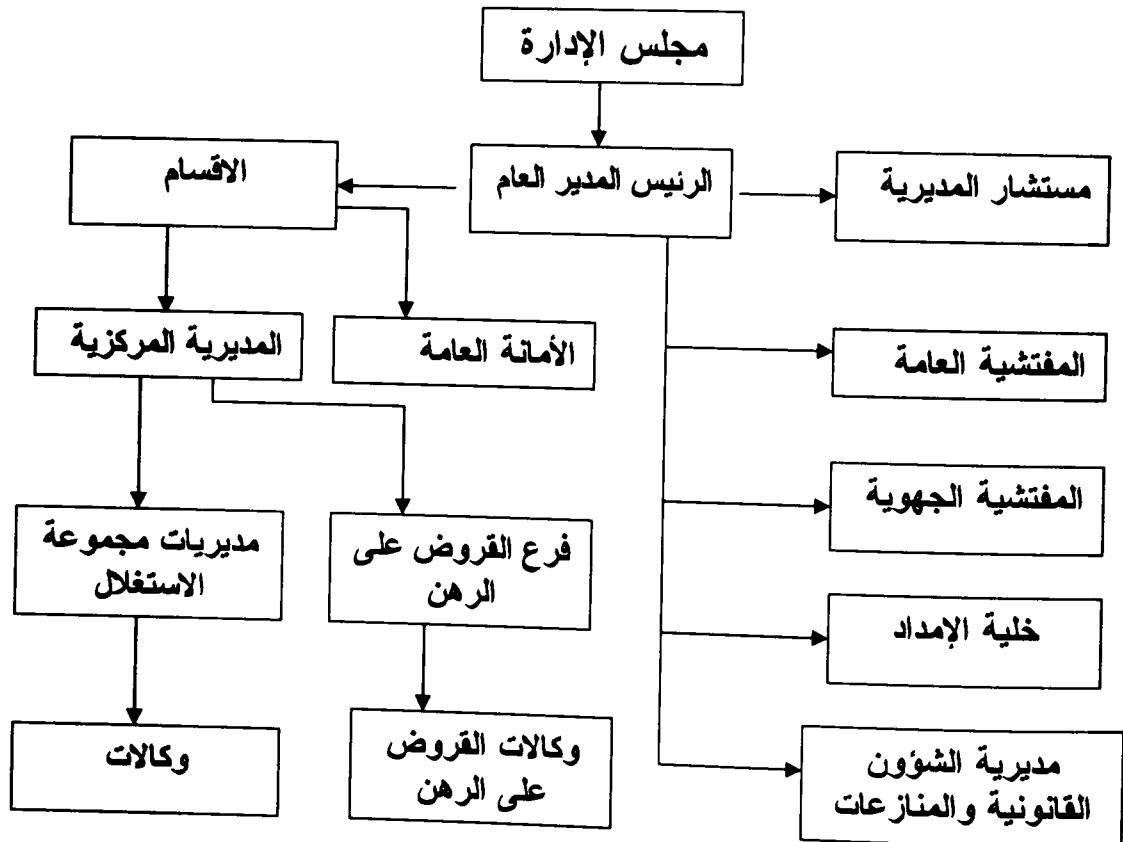 مجلس الإدارة
الرئيس المدير العام
مستشار المديرية
الاقسام
المديرية المركزية
الأمانة العامة
المفتشية العامة
المفتشية الجهوية
مديريات مجموعة
الاستغلال
فرع القروض على
الرهن
خلية الإمداد
وكالات
وكالات القروض
على الرهن
مديرية الشؤون
القانونية والمنازعات